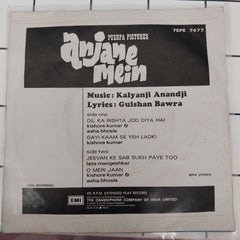 PUSHPA PICTURES
7EPE 7477
anjane
mein
Music: Kalyanji Anandji
Lyrics: Gulshan Bawra
side one
DIL KA RISHTA JOD DIYA HAI
kishore kumar &
asha bhosle
GAYI KAAM SE YEH LADKI
kishore kumar
side two
JEEVAN KE SAB SUKH PAYE TOO
lata mangeshkar
O MERI JAAN
kishore kumar &
asha bhosle
EMI
45 R.P.M. EXTENDED PLAY RECORD
THE GRAMOPHONE COMPANY OF INDIA LIMITED